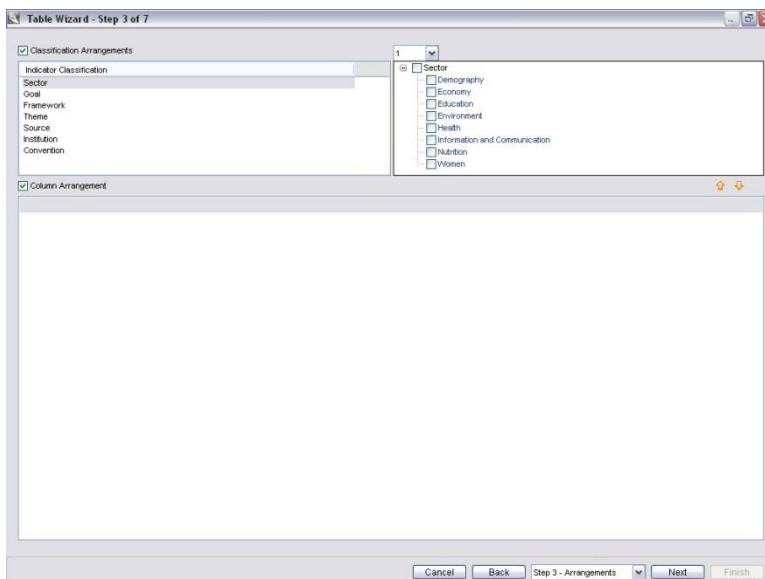 Table Wizard - Step 3 of 7
Classification Arrangements
1
Indicator Classification
Sector
Goal
Framework
Theme
Source
Institution
Convention
Sector
Demography
Economy
Education
Environment
Health
Information and Communication
Nutrition
Women
Column Arrangement
Cancel
Back
Step 3 - Arrangements
Next
Finish